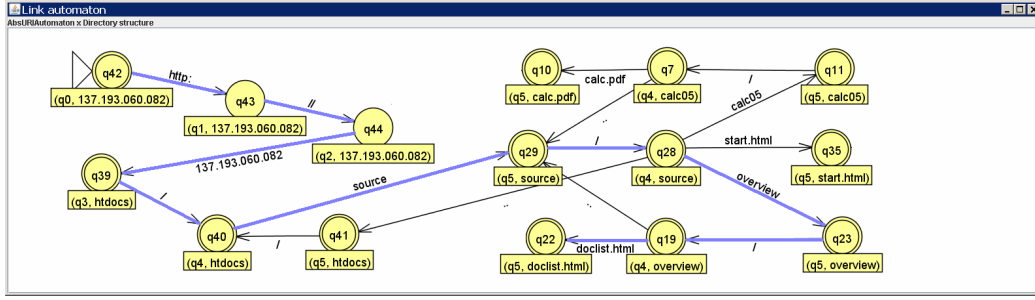 Link automaton
AbsURIAutomaton x Directory structure
q42
(q0, 137.193.060.082)
http:
q43
(q1, 137.193.060.082)
//
q44
(q2, 137.193.060.082)
137.193.060.082
q39
(q3, htdocs)
/
q40
(q4, htdocs)
/
q41
(q5, htdocs)
source
q10
(q5, calc.pdf)
calc.pdf
q7
(q4, calc05)
/
q11
(q5, calc05)
..
calc05
q29
(q5, source)
/
q28
(q4, source)
start.html
q35
(q5, start.html)
overview
..
..
q22
(q5, doclist.html)
doclist.html
q19
(q4, overview)
/
q23
(q5, overview)